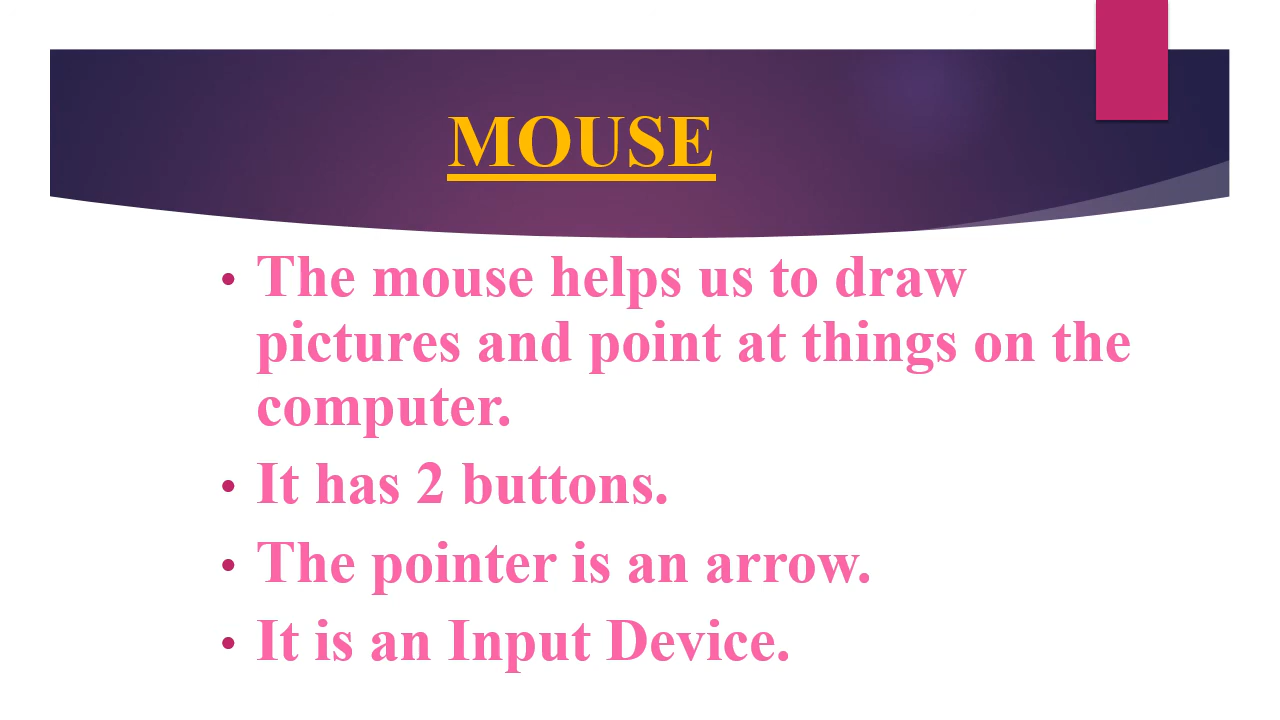 MOUSE
• The mouse helps us to draw
pictures and point at things on the
computer.
• It has 2 buttons.
• The pointer is an arrow.
• It is an Input Device.